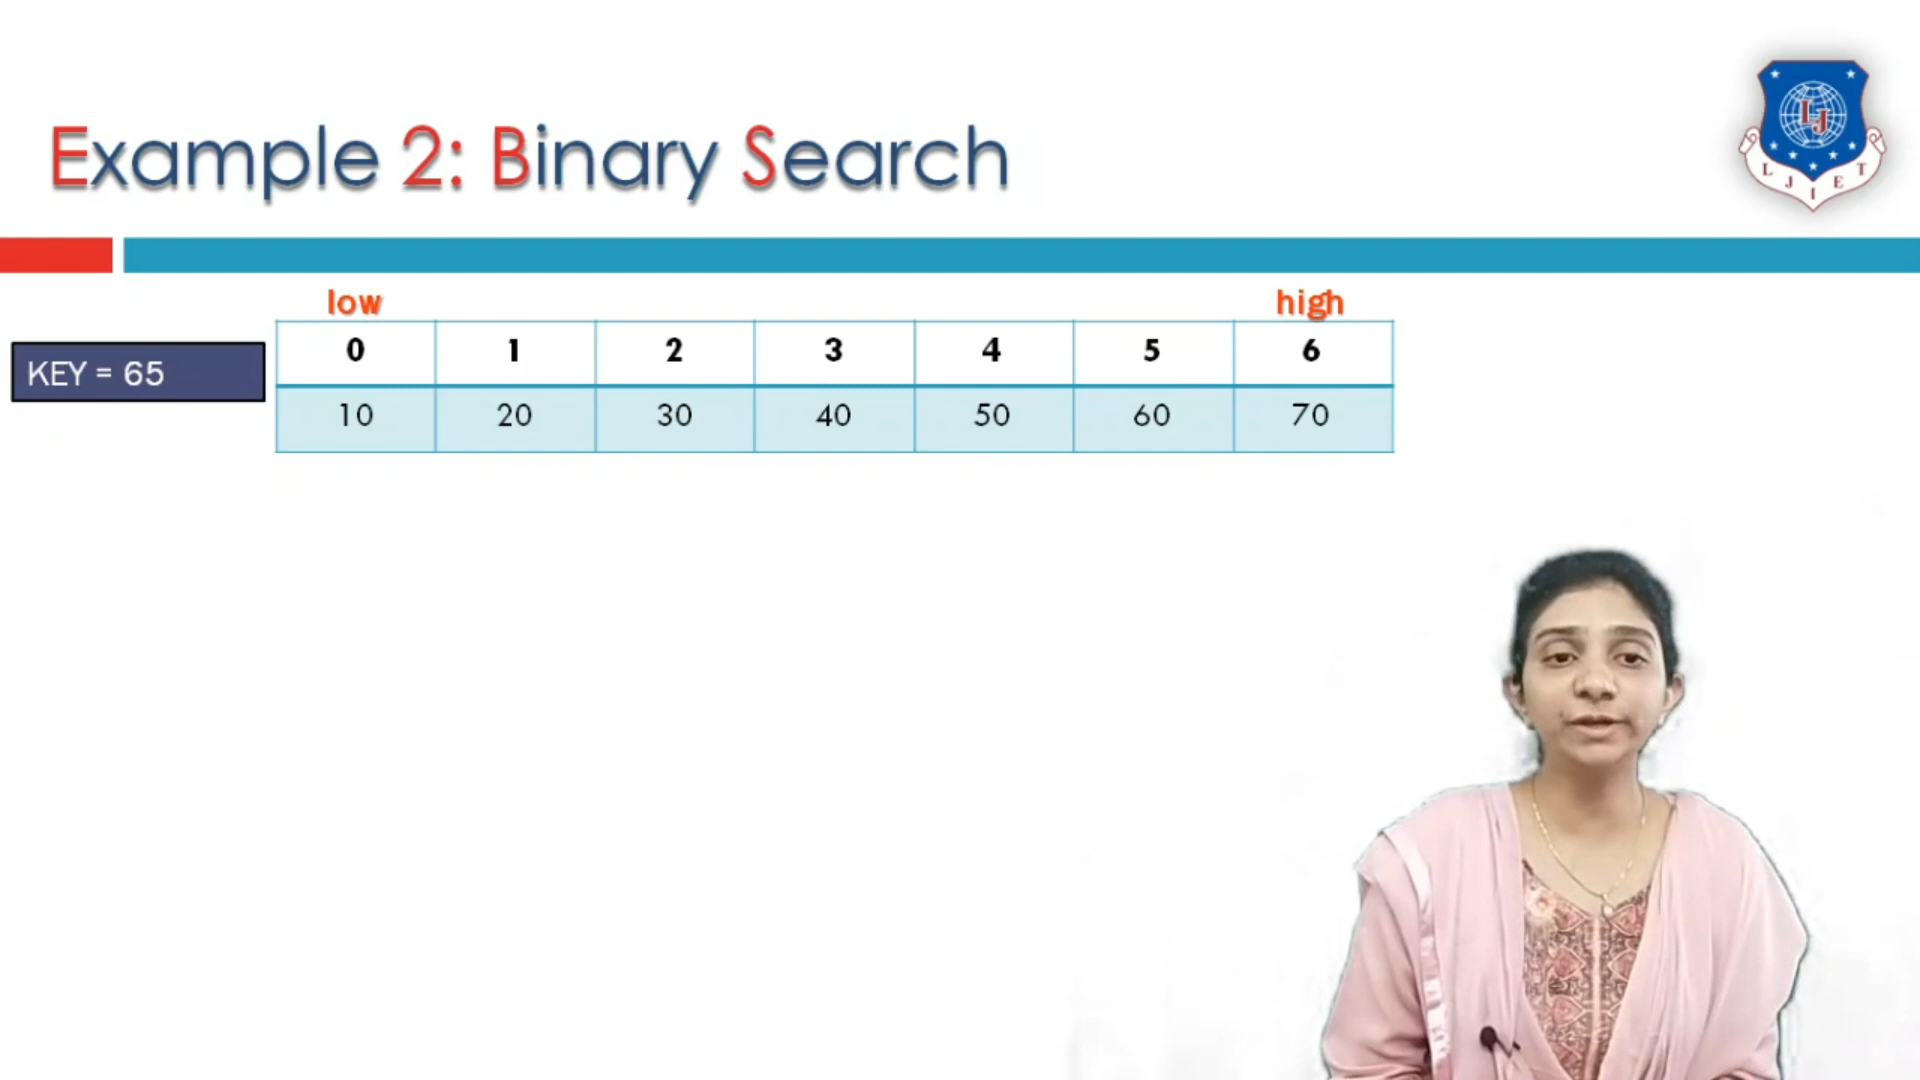 Example 2: Binary Search
LJ
L J I E T
low high
KEY = 65
0 1 2 3 4 5 6
10 20 30 40 50 60 70